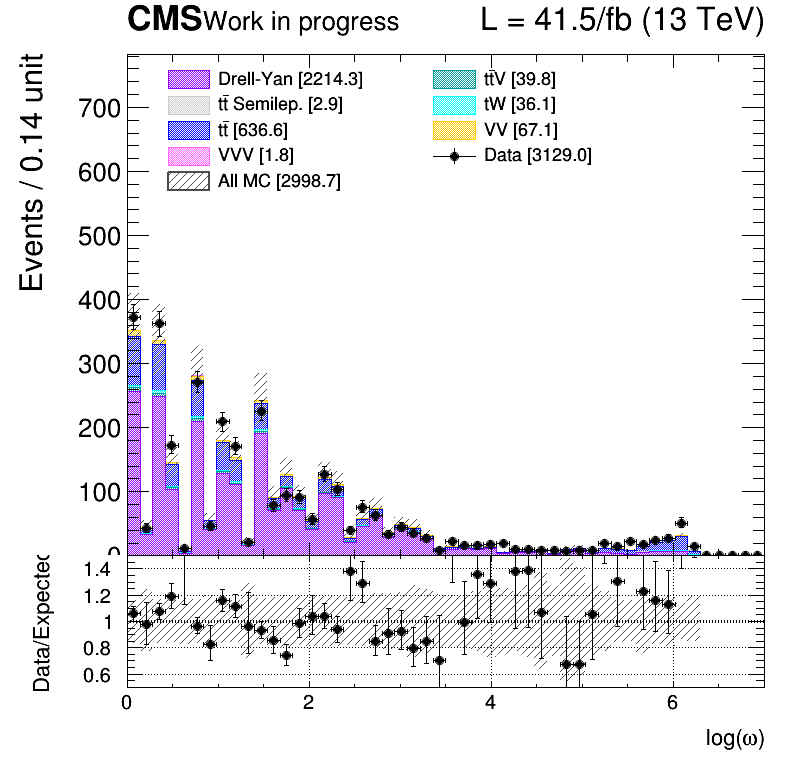 CMS Work in progress L = 41.5/fb (13 TeV)
Events / 0.14 unit
Drell-Yan [2214.3]
tt̄ Semilep. [2.9]
tt̄ [636.6]
VVV [1.8]
All MC [2998.7]
tt̄V [39.8]
tW [36.1]
VV [67.1]
Data [3129.0]
700
600
500
400
300
200
100
0
Data/Expected
1.4
1.2
1
0.8
0.6
0 2 4 6
log(ω)